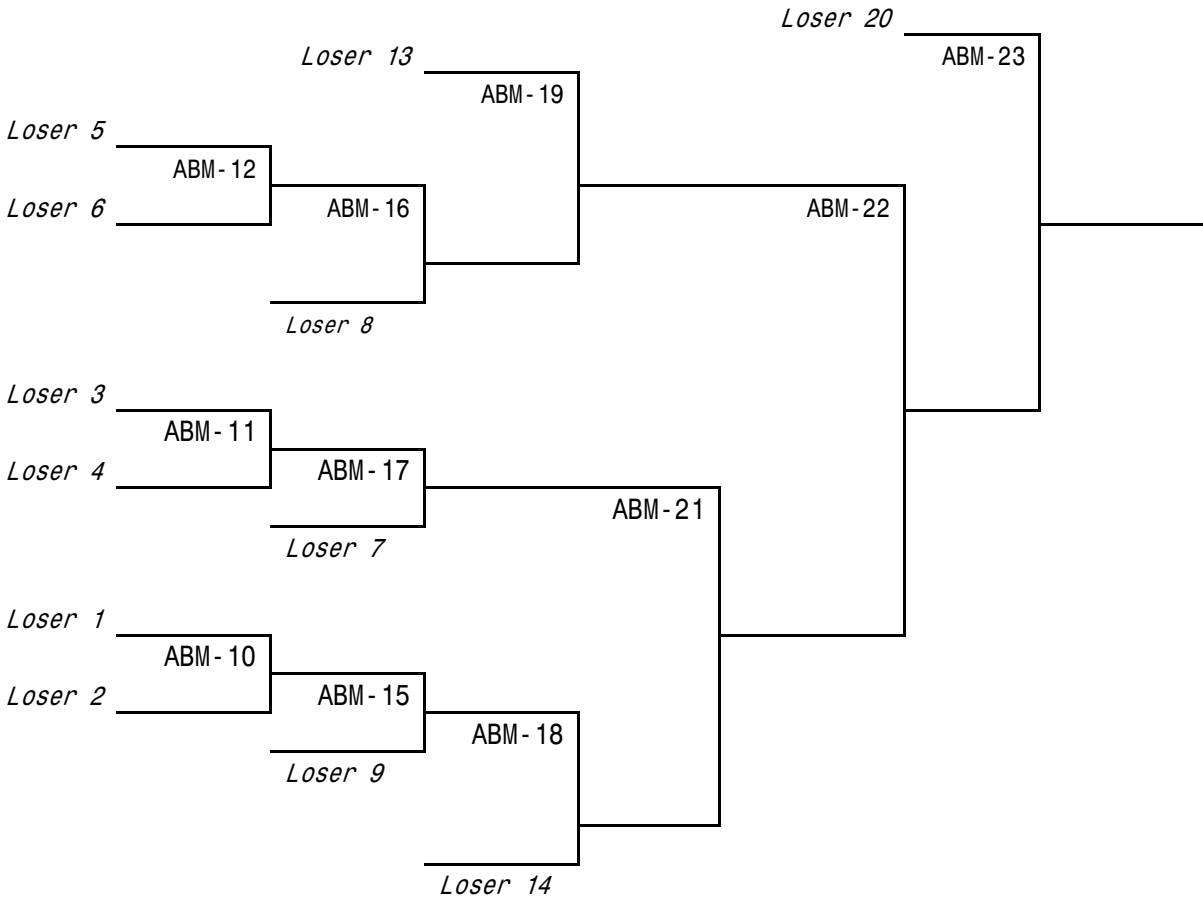 Loser 20
ABM-23
Loser 13
ABM-19
Loser 5
ABM-12
Loser 6
ABM-16
ABM-22
Loser 8
Loser 3
ABM-11
Loser 4
ABM-17
ABM-21
Loser 7
Loser 1
ABM-10
Loser 2
ABM-15
ABM-18
Loser 9
Loser 14